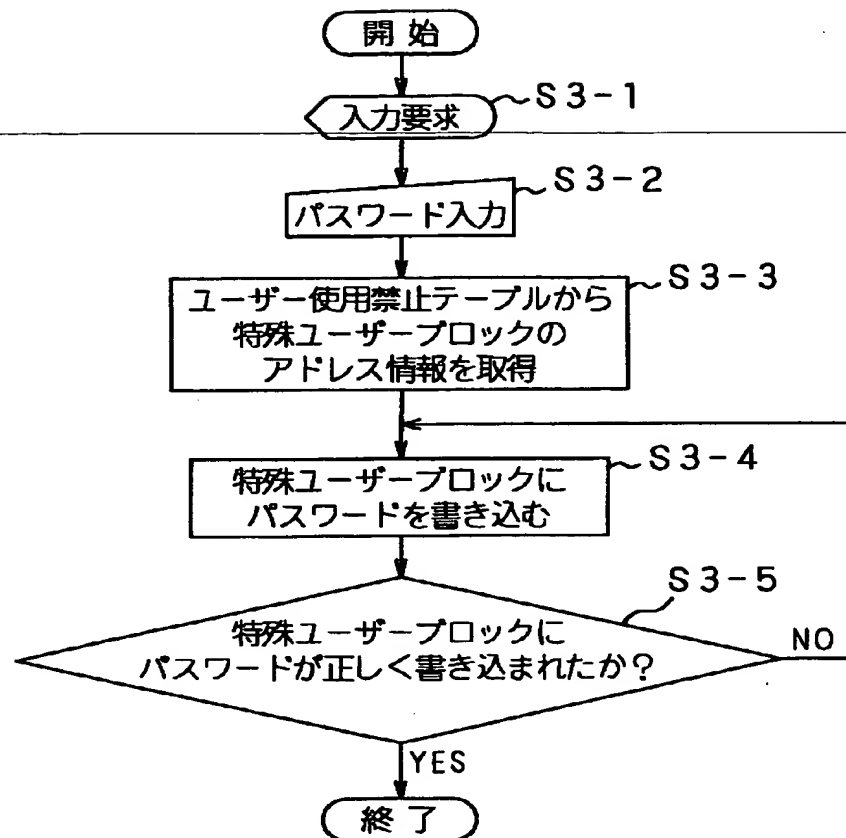 開始
入力要求
S3-1
パスワード入力
S3-2
ユーザー使用禁止テーブルから
特殊ユーザーブロックの
アドレス情報を取得
S3-3
特殊ユーザーブロックに
パスワードを書き込む
S3-4
特殊ユーザーブロックに
パスワードが正しく書き込まれたか？
S3-5
NO
YES
終了